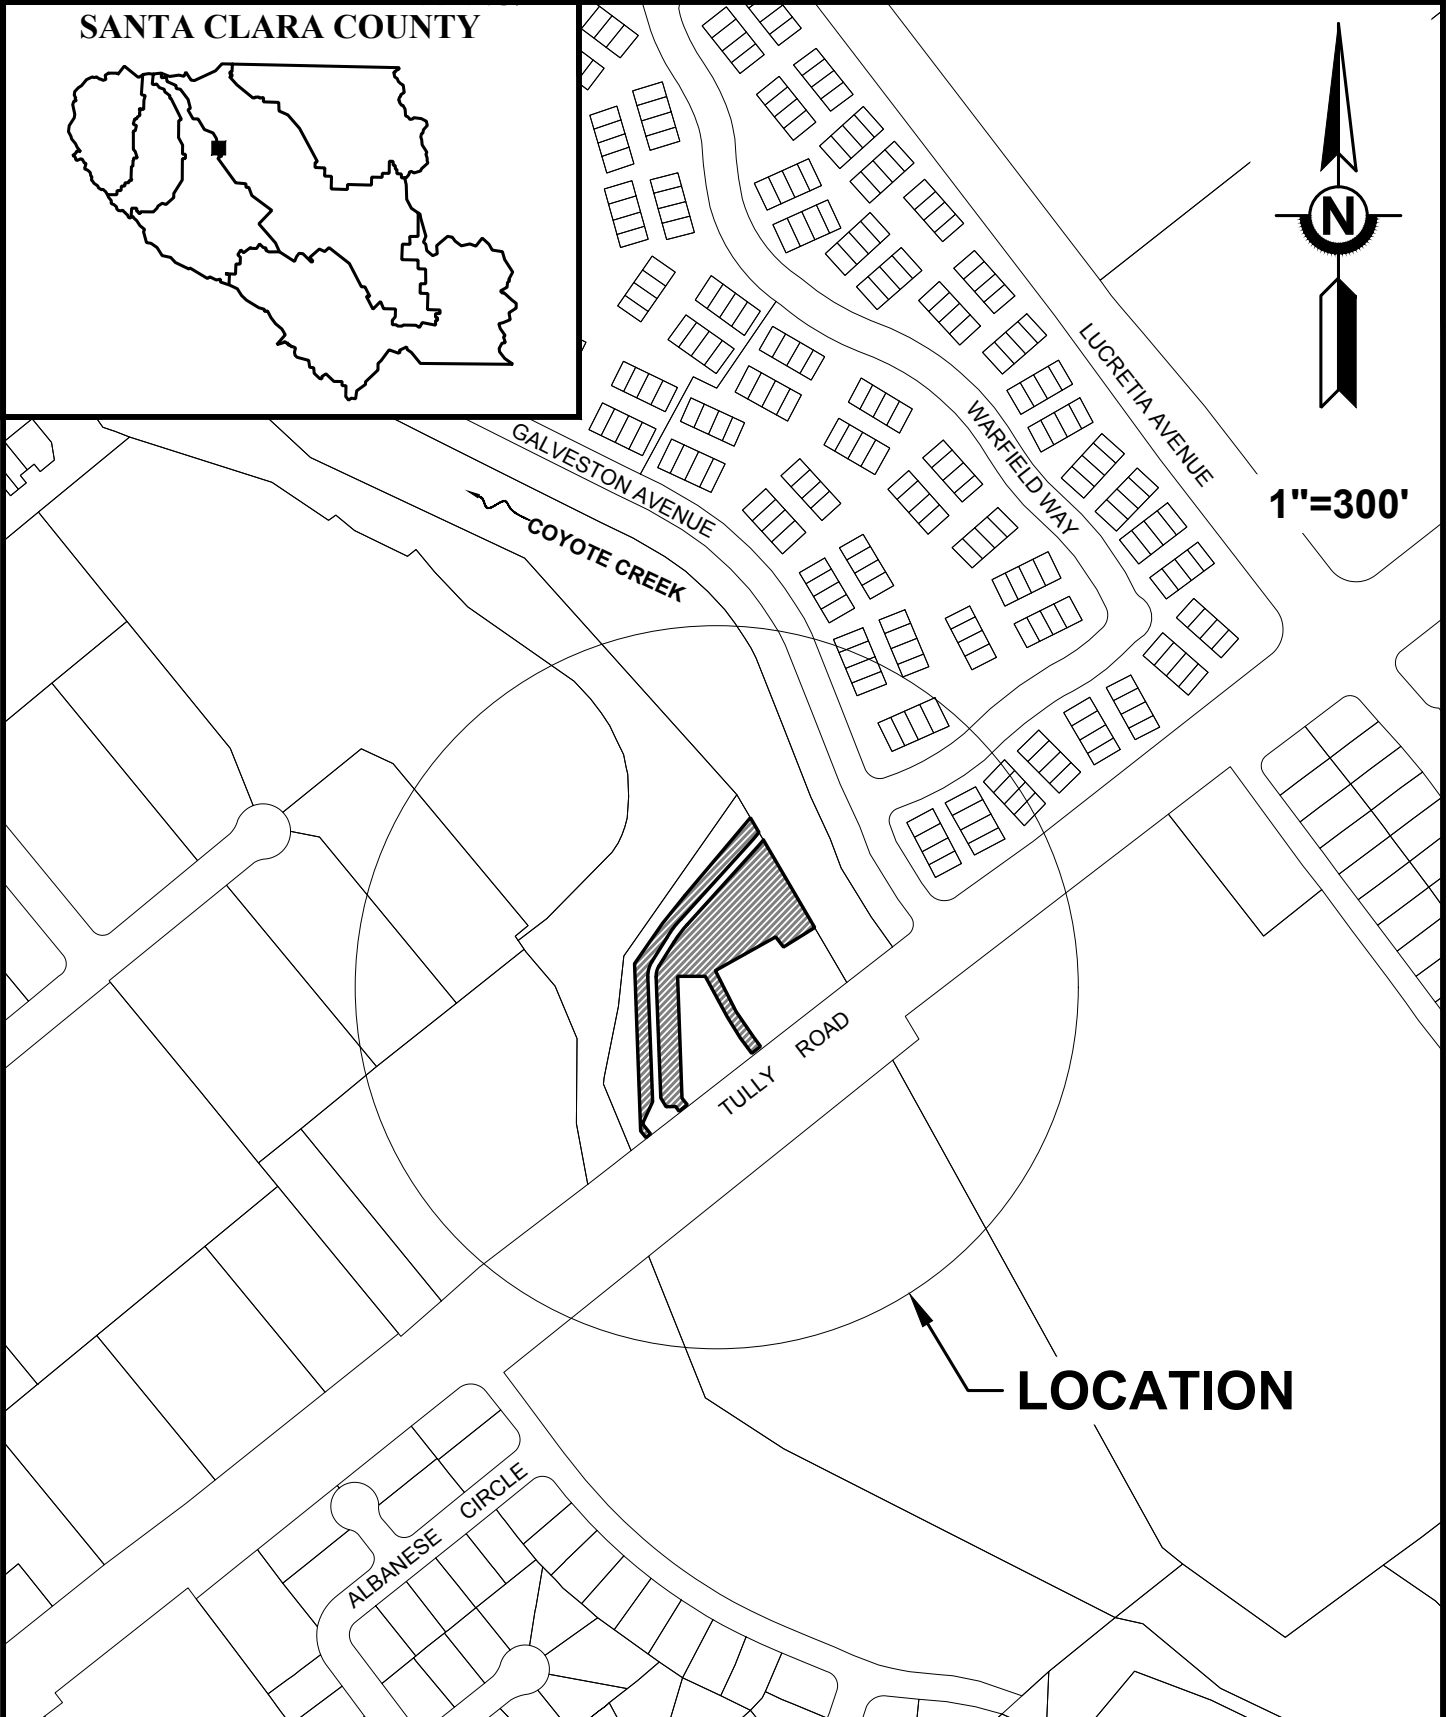 SANTA CLARA COUNTY
N
LUCRETIA AVENUE
WARFIELD WAY
GALVESTON AVENUE
1"=300'
COYOTE CREEK
TULLY ROAD
LOCATION
ALBANESE CIRCLE